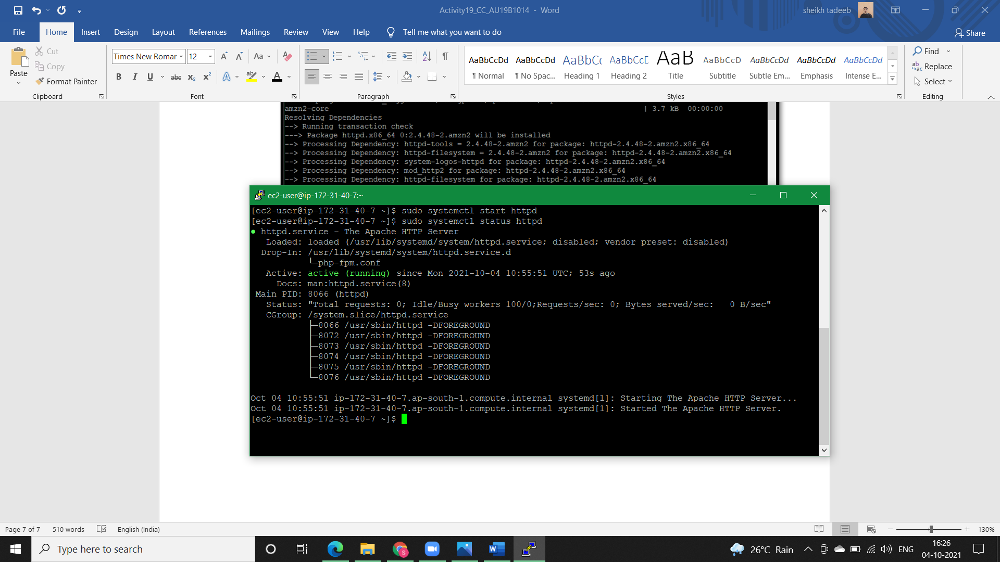 Activity19_CC_AU19B1014 - Word
sheikh tadeeb
File Home Insert Design Layout References Mailings Review View Help Tell me what you want to do
Share
Cut
Copy
Paste
Format Painter
Clipboard
Times New Roman 12
Font
Paragraph
AaBbCcDd AaBbCcDd AaBbC AaBbCcD AaB AaBbCcD AaBbCcDd AaBbCcDd AaBbCcDd
¶ Normal ¶ No Spac... Heading 1 Heading 2 Title Subtitle Subtle Em... Emphasis Intense E...
Styles
Find
Replace
Select
Editing
amzn2-core | 3.7 kB 00:00:00
Resolving Dependencies
--> Running transaction check
---> Package httpd.x86_64 0:2.4.48-2.amzn2 will be installed
--> Processing Dependency: httpd-tools = 2.4.48-2.amzn2 for package: httpd-2.4.48-2.amzn2.x86_64
--> Processing Dependency: httpd-filesystem = 2.4.48-2.amzn2 for package: httpd-2.4.48-2.amzn2.x86_64
--> Processing Dependency: system-logos-httpd for package: httpd-2.4.48-2.amzn2.x86_64
--> Processing Dependency: mod_http2 for package: httpd-2.4.48-2.amzn2.x86_64
--> Processing Dependency: httpd-filesystem for package: httpd-2.4.48-2.amzn2.x86_64
ec2-user@ip-172-31-40-7:~
[ec2-user@ip-172-31-40-7 ~]$ sudo systemctl start httpd
[ec2-user@ip-172-31-40-7 ~]$ sudo systemctl status httpd
● httpd.service - The Apache HTTP Server
Loaded: loaded (/usr/lib/systemd/system/httpd.service; disabled; vendor preset: disabled)
Drop-In: /usr/lib/systemd/system/httpd.service.d
└─php-fpm.conf
Active: active (running) since Mon 2021-10-04 10:55:51 UTC; 53s ago
Docs: man:httpd.service(8)
Main PID: 8066 (httpd)
Status: "Total requests: 0; Idle/Busy workers 100/0;Requests/sec: 0; Bytes served/sec:   0 B/sec"
CGroup: /system.slice/httpd.service
├─8066 /usr/sbin/httpd -DFOREGROUND
├─8072 /usr/sbin/httpd -DFOREGROUND
├─8073 /usr/sbin/httpd -DFOREGROUND
├─8074 /usr/sbin/httpd -DFOREGROUND
├─8075 /usr/sbin/httpd -DFOREGROUND
└─8076 /usr/sbin/httpd -DFOREGROUND
Oct 04 10:55:51 ip-172-31-40-7.ap-south-1.compute.internal systemd[1]: Starting The Apache HTTP Server...
Oct 04 10:55:51 ip-172-31-40-7.ap-south-1.compute.internal systemd[1]: Started The Apache HTTP Server.
[ec2-user@ip-172-31-40-7 ~]$
Page 7 of 7 510 words English (India) 130%
Type here to search
26°C Rain ENG
16:26
04-10-2021